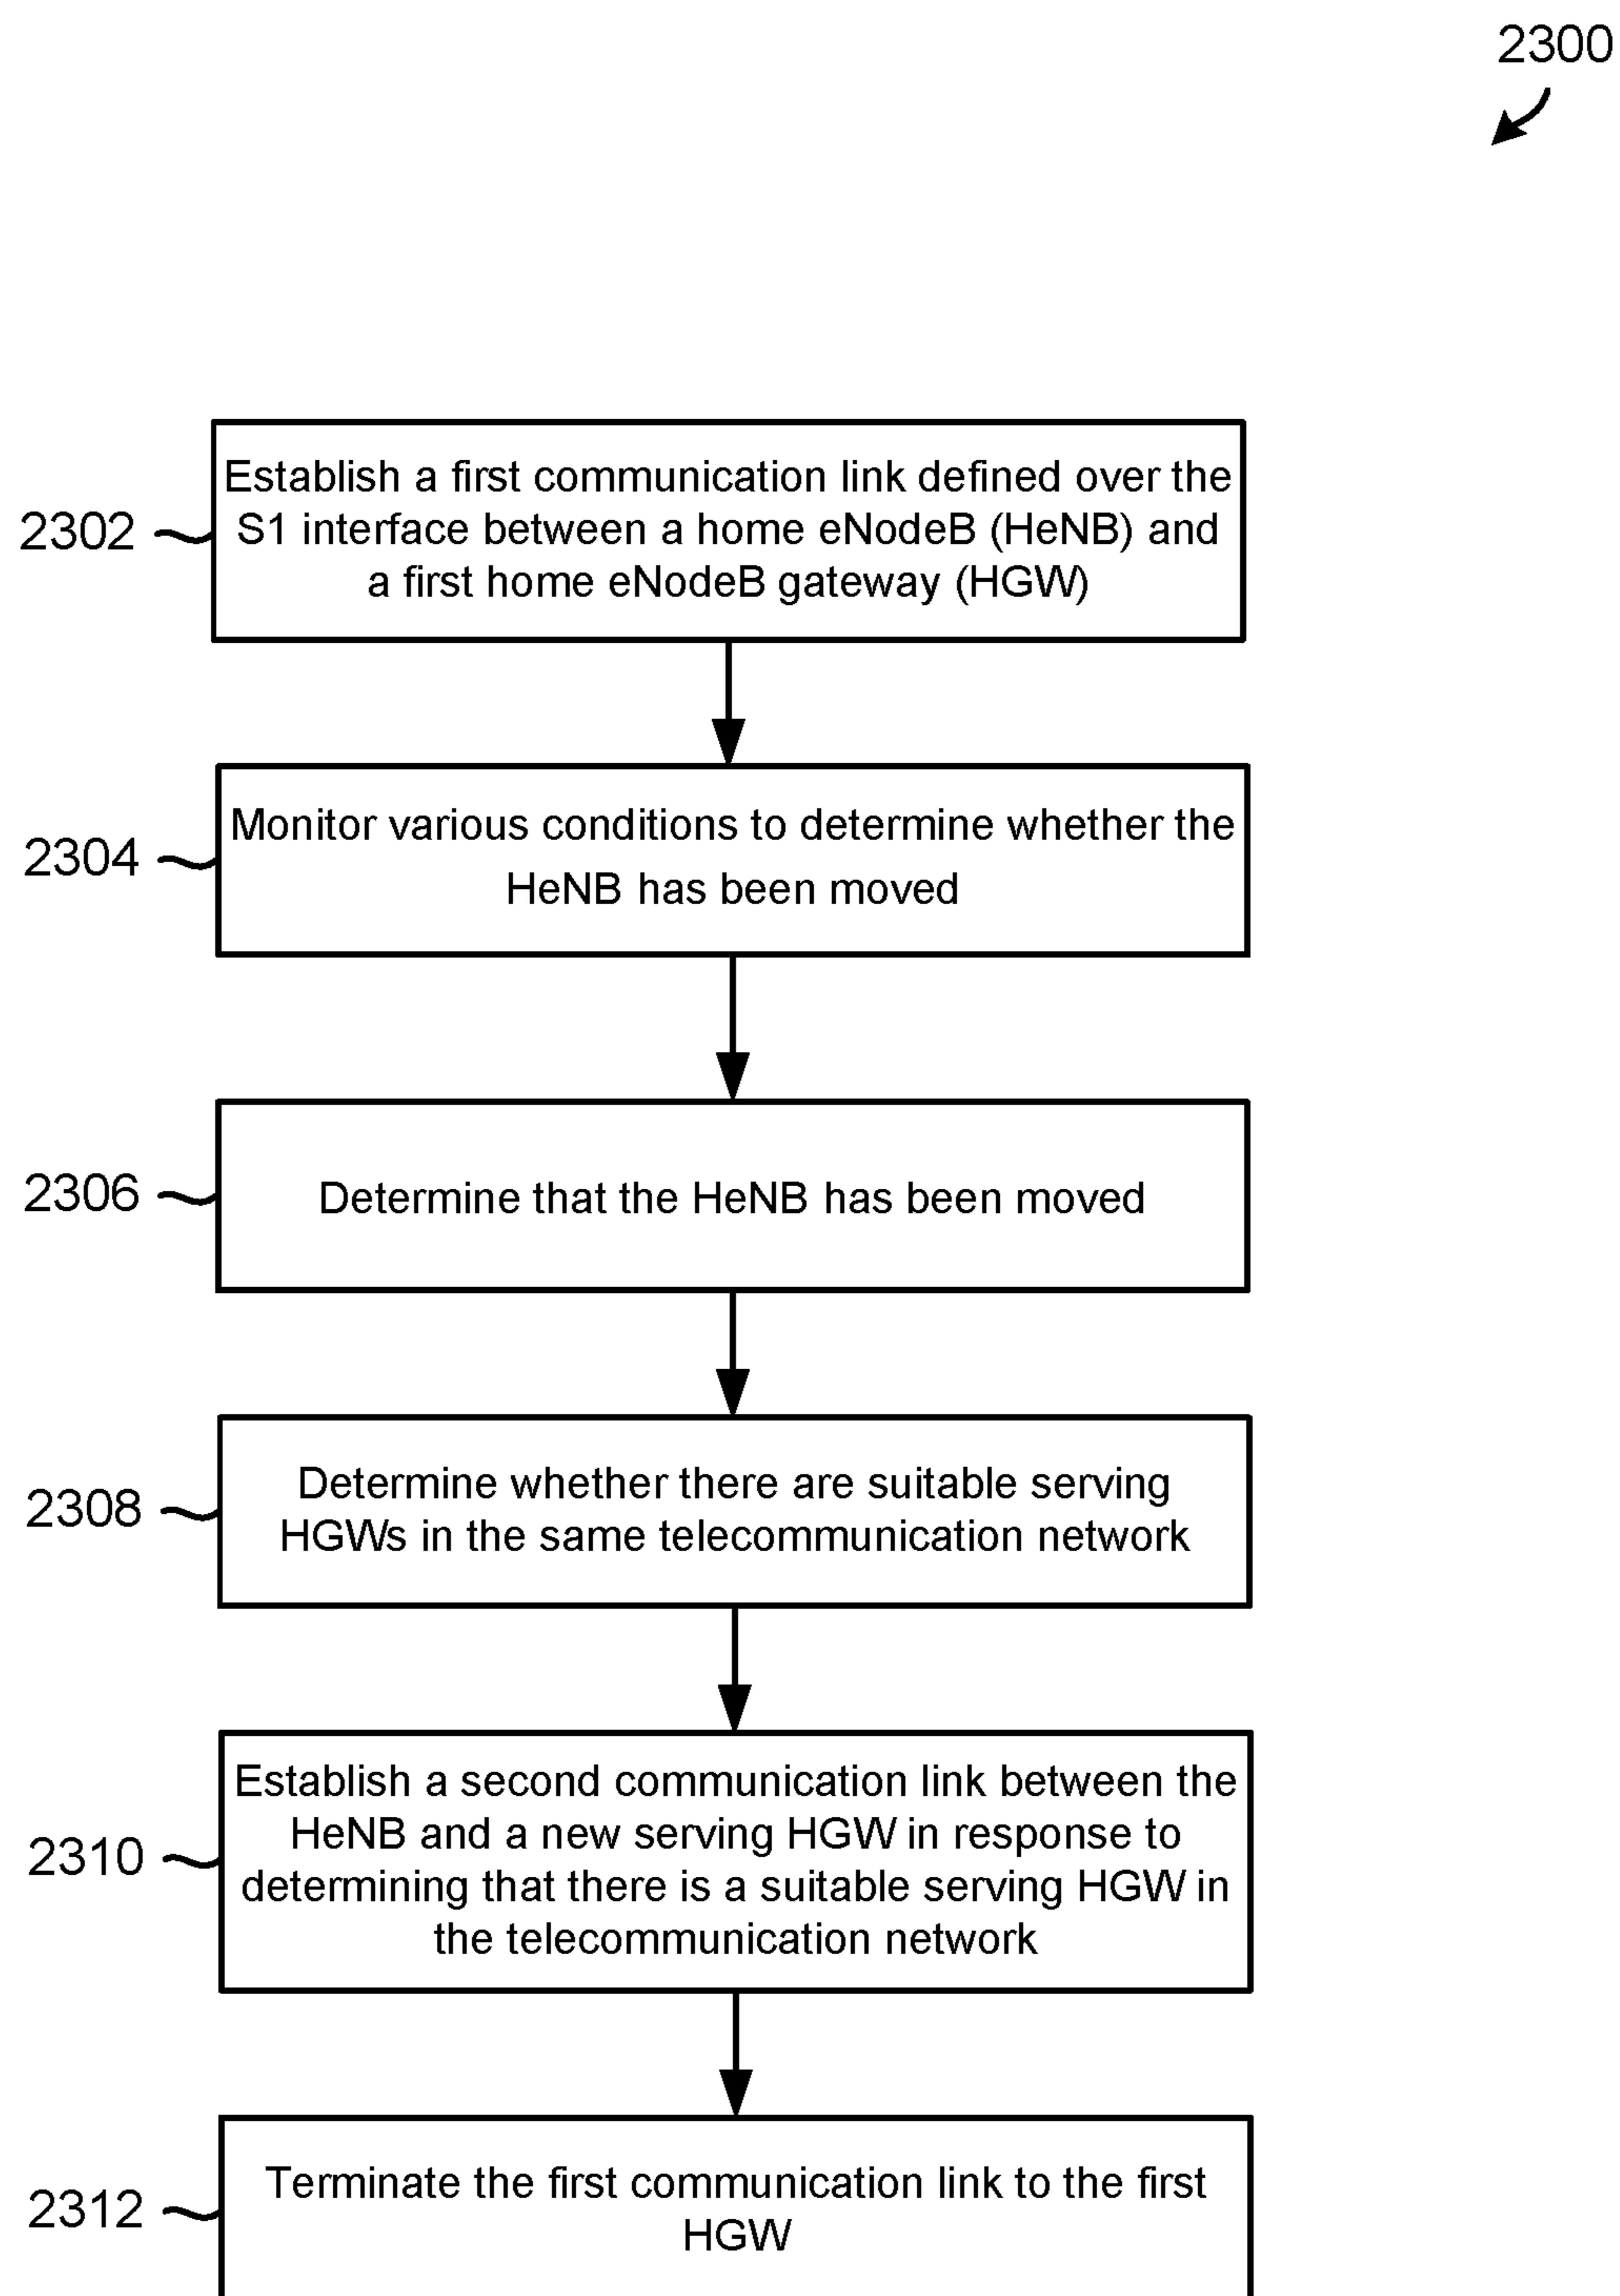 2300
2302
Establish a first communication link defined over the
S1 interface between a home eNodeB (HeNB) and
a first home eNodeB gateway (HGW)
2304
Monitor various conditions to determine whether the
HeNB has been moved
2306
Determine that the HeNB has been moved
2308
Determine whether there are suitable serving
HGWs in the same telecommunication network
2310
Establish a second communication link between the
HeNB and a new serving HGW in response to
determining that there is a suitable serving HGW in
the telecommunication network
2312
Terminate the first communication link to the first
HGW